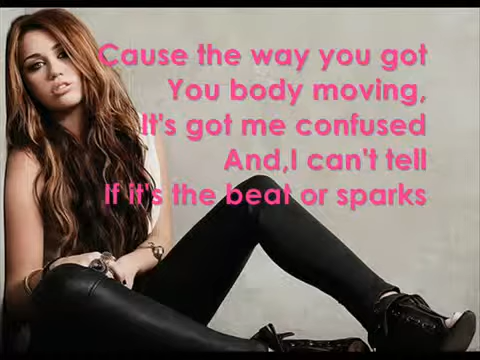 Cause the way you got
You body moving,
It's got me confused
And,I can't tell
If it's the beat or sparks